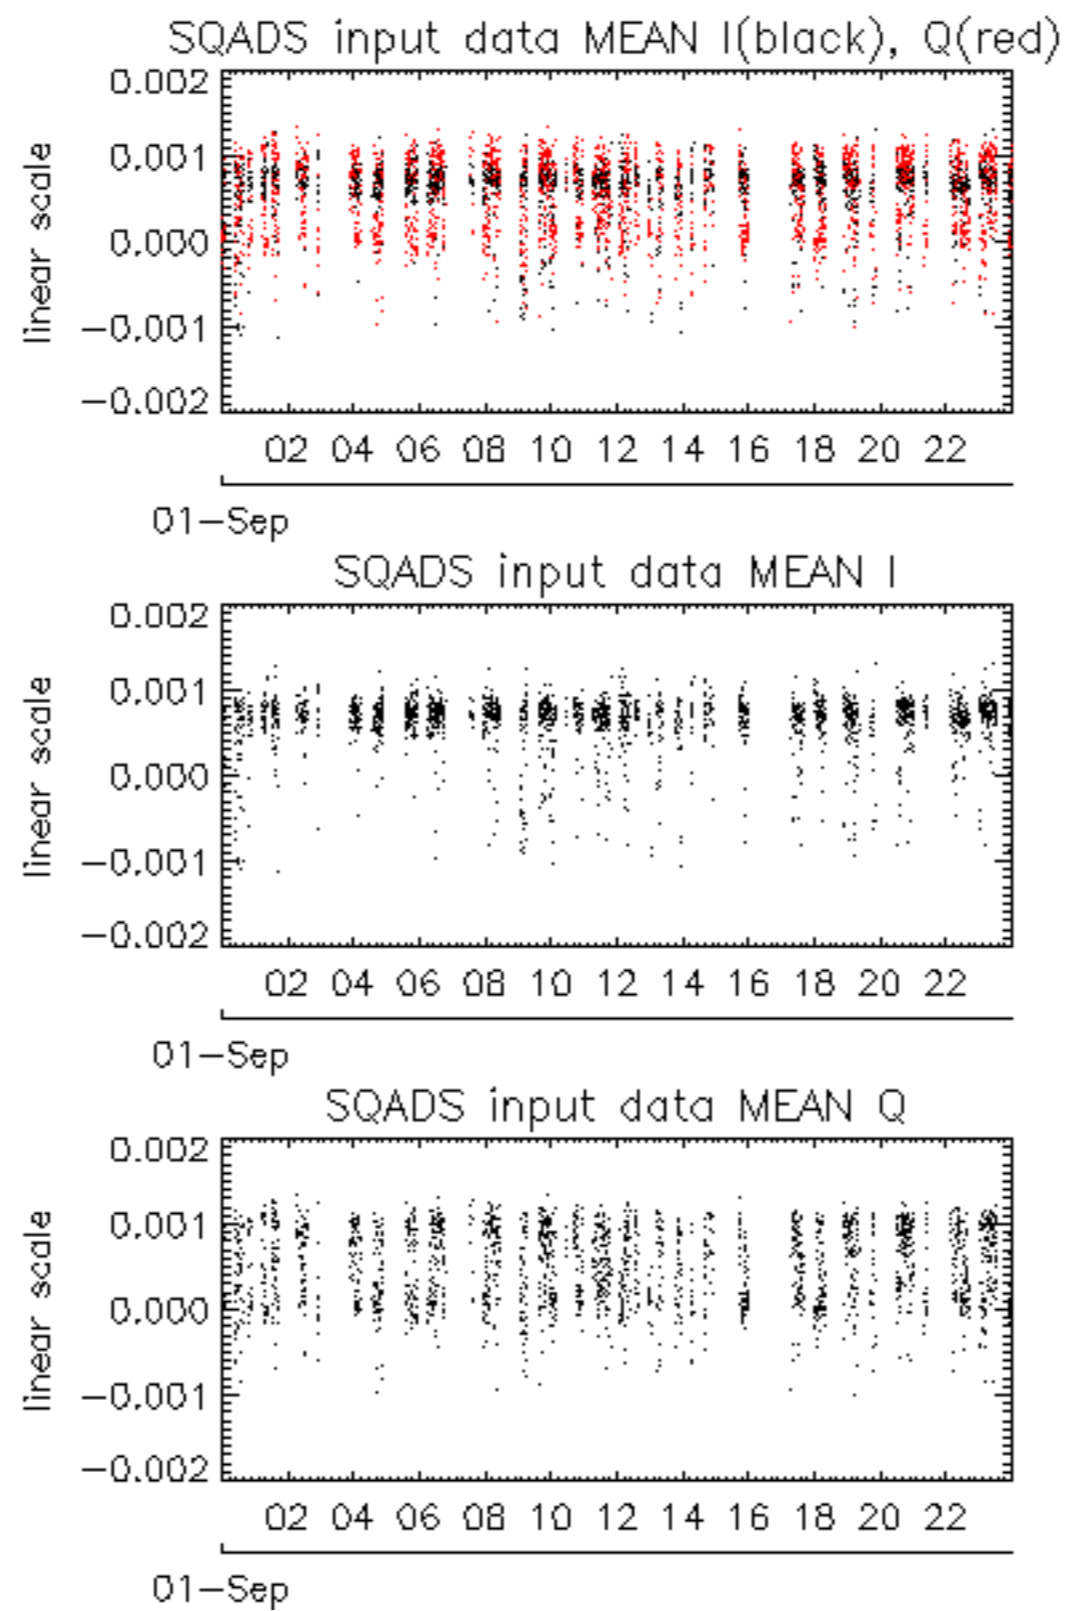 SQADS input data MEAN I(black), Q(red)
0.002
0.001
0.000
−0.001
−0.002
linear scale
02 04 06 08 10 12 14 16 18 20 22
01−Sep
SQADS input data MEAN I
0.002
0.001
0.000
−0.001
−0.002
linear scale
02 04 06 08 10 12 14 16 18 20 22
01−Sep
SQADS input data MEAN Q
0.002
0.001
0.000
−0.001
−0.002
linear scale
02 04 06 08 10 12 14 16 18 20 22
01−Sep